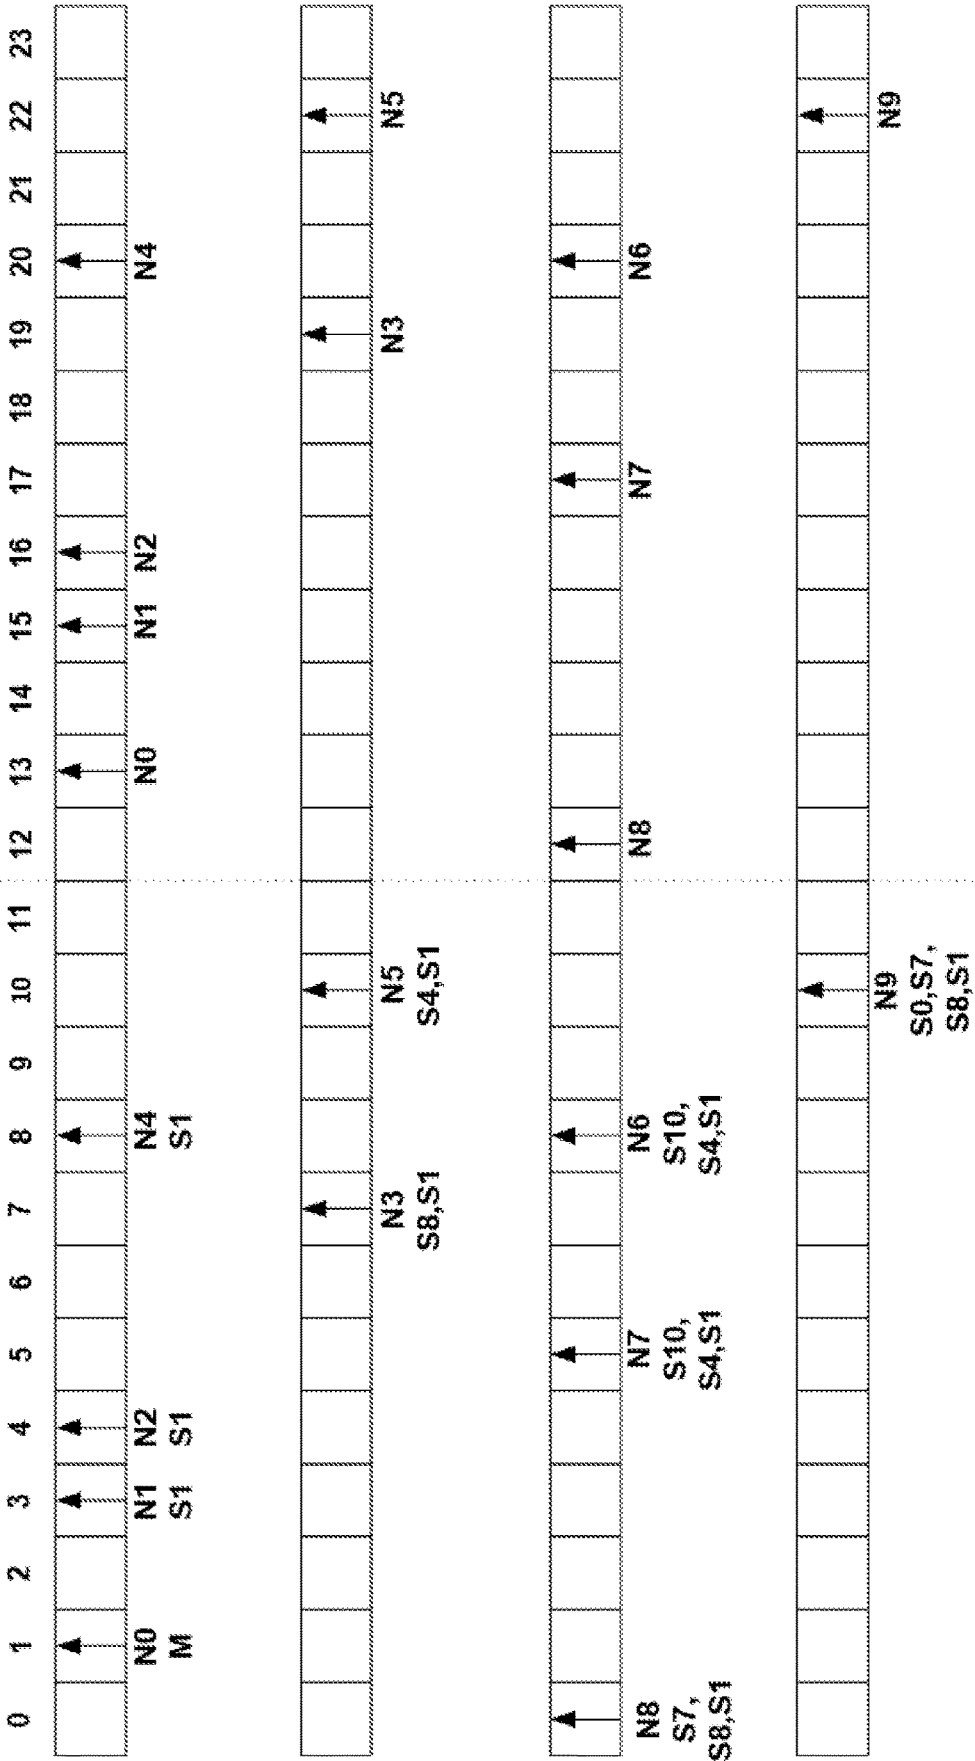 0 1 2 3 4 5 6 7 8 9 10 11 12 13 14 15 16 17 18 19 20 21 22 23
N0 N1 N2 N4 N0 N1 N2 N4
M S1 S1 S1
N3 N5 N3 N5
S8,S1 S4,S1
N8 N7 N6 N8 N7 N6
S7, S10, S10,
S8,S1 S4,S1 S4,S1
N9 N9
S0,S7,
S8,S1